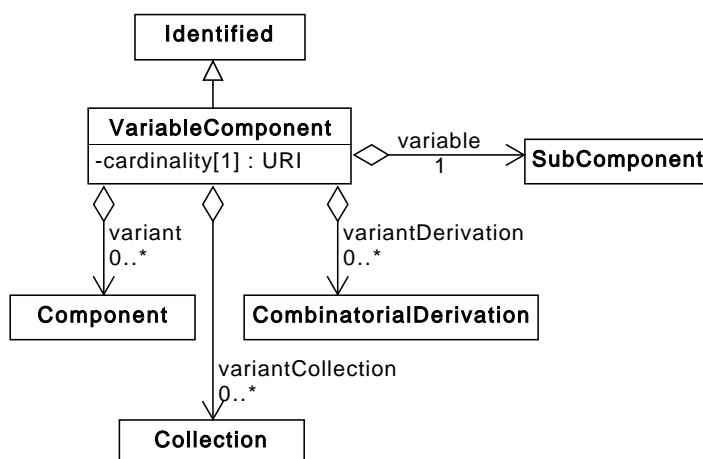 Identified
VariableComponent
-cardinality[1] : URI
variable
1
SubComponent
variant
0..*
variantDerivation
0..*
Component
CombinatorialDerivation
variantCollection
0..*
Collection